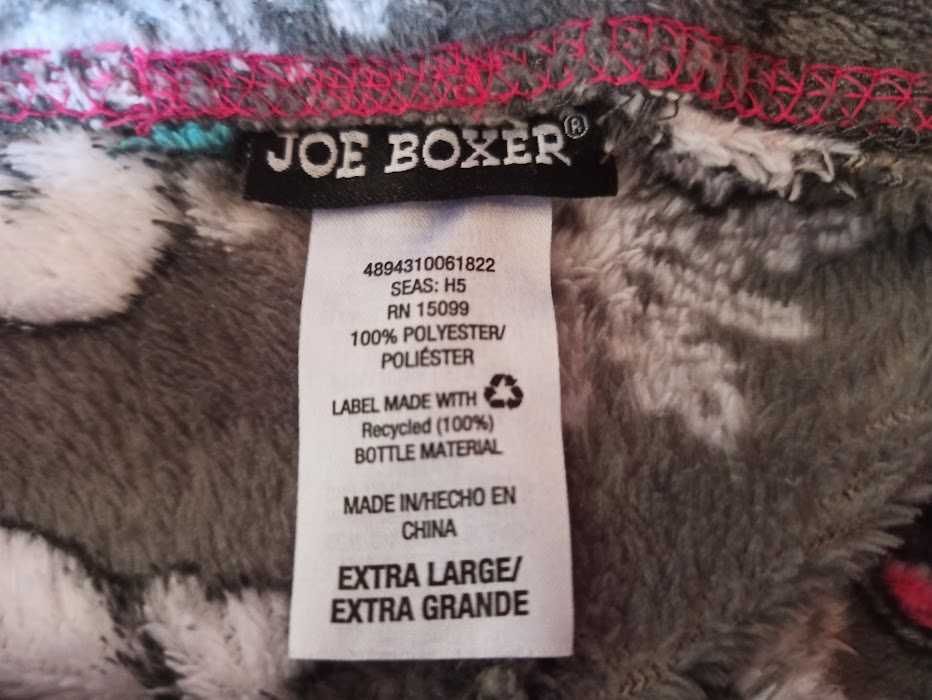 JOE BOXER®
4894310061822
SEAS: H5
RN 15099
100% POLYESTER/
POLIÉSTER
LABEL MADE WITH
Recycled (100%)
BOTTLE MATERIAL
MADE IN/HECHO EN
CHINA
EXTRA LARGE/
EXTRA GRANDE